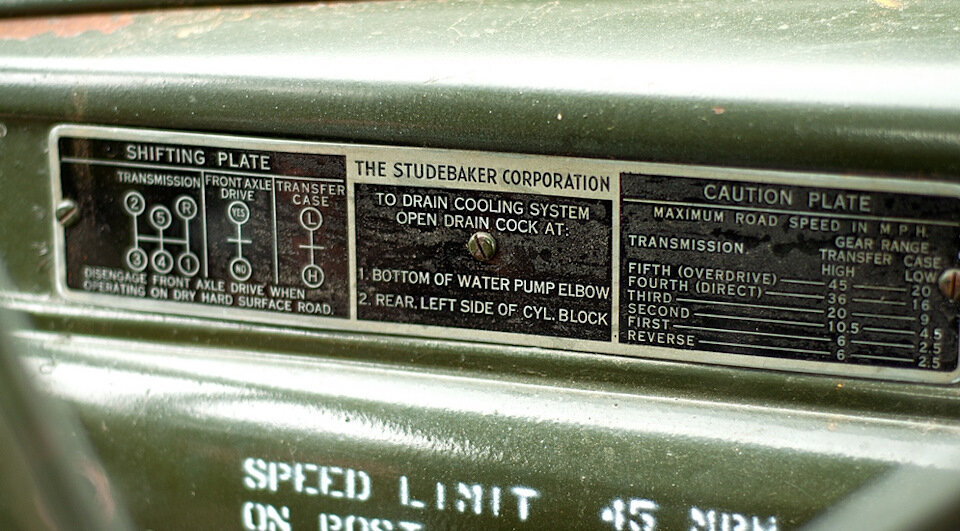 SHIFTING PLATE
TRANSMISSION
2 5 R
3 4 1
FRONT AXLE
DRIVE
YES
NO
TRANSFER
CASE
L
H
DISENGAGE FRONT AXLE DRIVE WHEN
OPERATING ON DRY HARD SURFACE ROAD.
THE STUDEBAKER CORPORATION
TO DRAIN COOLING SYSTEM
OPEN DRAIN COCK AT:
1. BOTTOM OF WATER PUMP ELBOW
2. REAR, LEFT SIDE OF CYL. BLOCK
CAUTION PLATE
MAXIMUM ROAD SPEED IN M.P.H.
TRANSMISSION
GEAR RANGE
TRANSFER CASE
HIGH LOW
FIFTH (OVERDRIVE) 45 20
FOURTH (DIRECT) 36 16
THIRD 20 9
SECOND 10.5 4.5
FIRST 6 2.5
REVERSE 6 2.5
SPEED LIMIT 45 MPH
ON POST